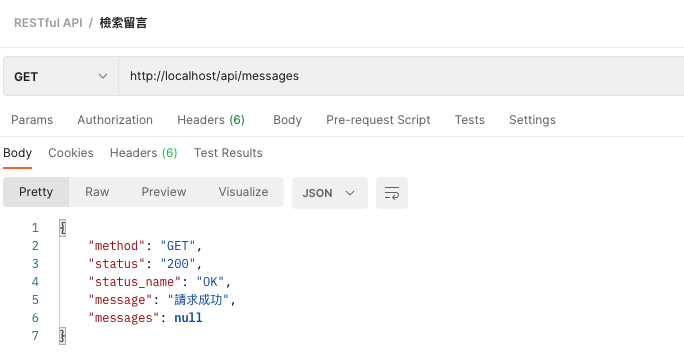 RESTful API / 檢索留言
GET http://localhost/api/messages
Params Authorization Headers (6) Body Pre-request Script Tests Settings
Body Cookies Headers (6) Test Results
Pretty Raw Preview Visualize JSON
1 {
2 "method": "GET",
3 "status": "200",
4 "status_name": "OK",
5 "message": "請求成功",
6 "messages": null
7 }